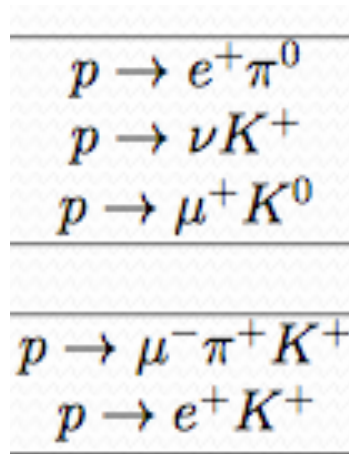 p → e⁺π⁰
p → νK⁺
p → μ⁺K⁰
p → μ⁻π⁺K⁺
p → e⁺K⁺